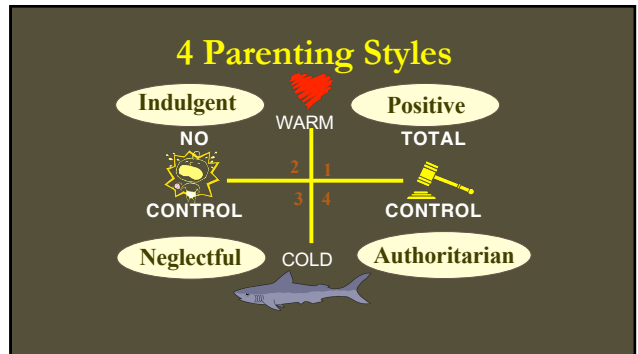 4 Parenting Styles
Indulgent
Positive
WARM
NO
TOTAL
2 1
CONTROL
3 4
CONTROL
Neglectful
COLD
Authoritarian